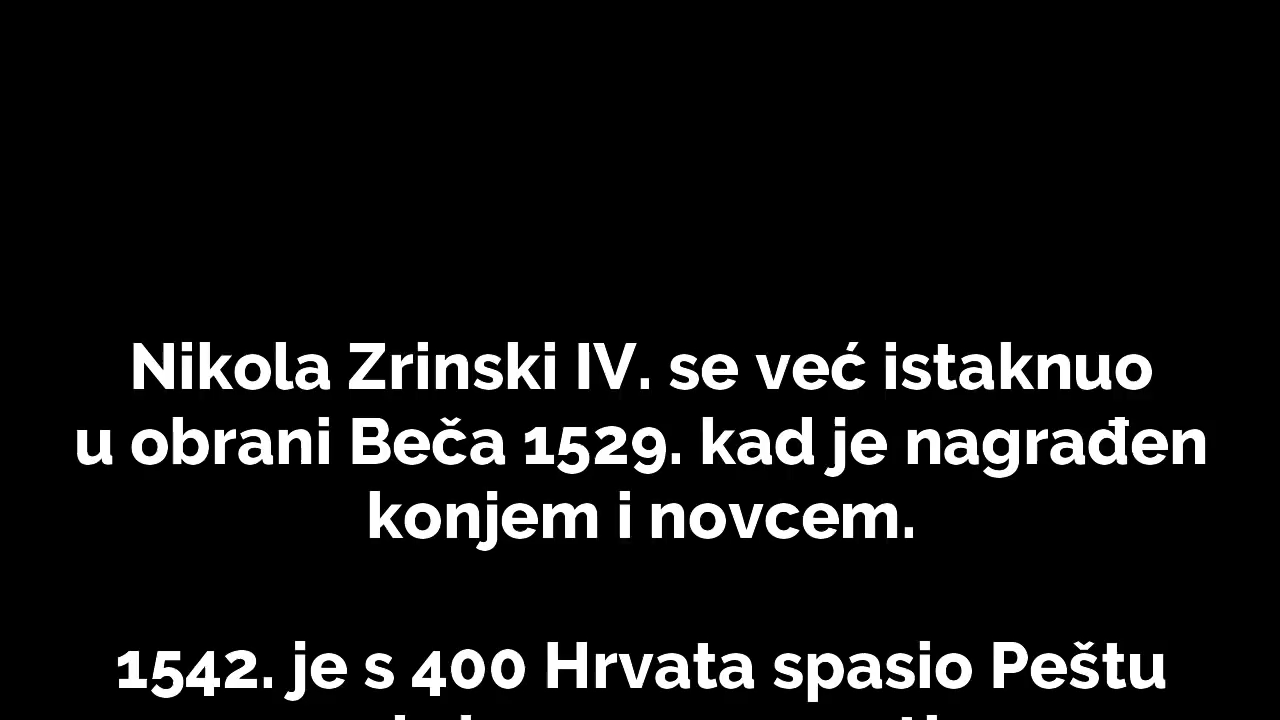 Nikola Zrinski IV. se već istaknuo
u obrani Beča 1529. kad je nagrađen
konjem i novcem.
1542. je s 400 Hrvata spasio Peštu